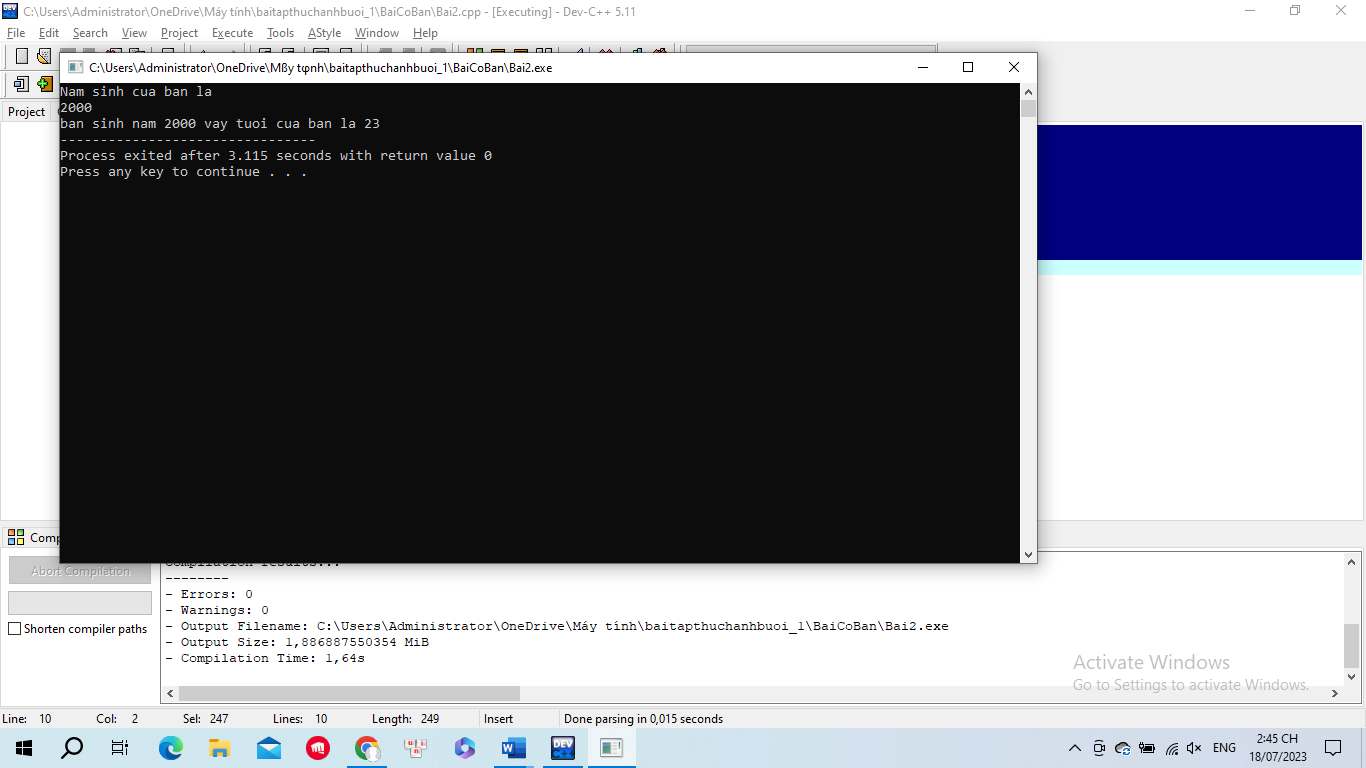 C:\Users\Administrator\OneDrive\Máy tính\baitapthuchanhbuoi_1\BaiCoBan\Bai2.cpp - [Executing] - Dev-C++ 5.11
File Edit Search View Project Execute Tools AStyle Window Help
C:\Users\Administrator\OneDrive\Mßy tφnh\baitapthuchanhbuoi_1\BaiCoBan\Bai2.exe
Project
Nam sinh cua ban la
2000
ban sinh nam 2000 vay tuoi cua ban la 23
--------------------------------
Process exited after 3.115 seconds with return value 0
Press any key to continue . . .
Abort Compilation
Shorten compiler paths
Compilation results...
--------
- Errors: 0
- Warnings: 0
- Output Filename: C:\Users\Administrator\OneDrive\Máy tính\baitapthuchanhbuoi_1\BaiCoBan\Bai2.exe
- Output Size: 1,886887550354 MiB
- Compilation Time: 1,64s
Activate Windows
Go to Settings to activate Windows.
Line: 10 Col: 2 Sel: 247 Lines: 10 Length: 249 Insert Done parsing in 0,015 seconds
ENG
2:45 CH
18/07/2023